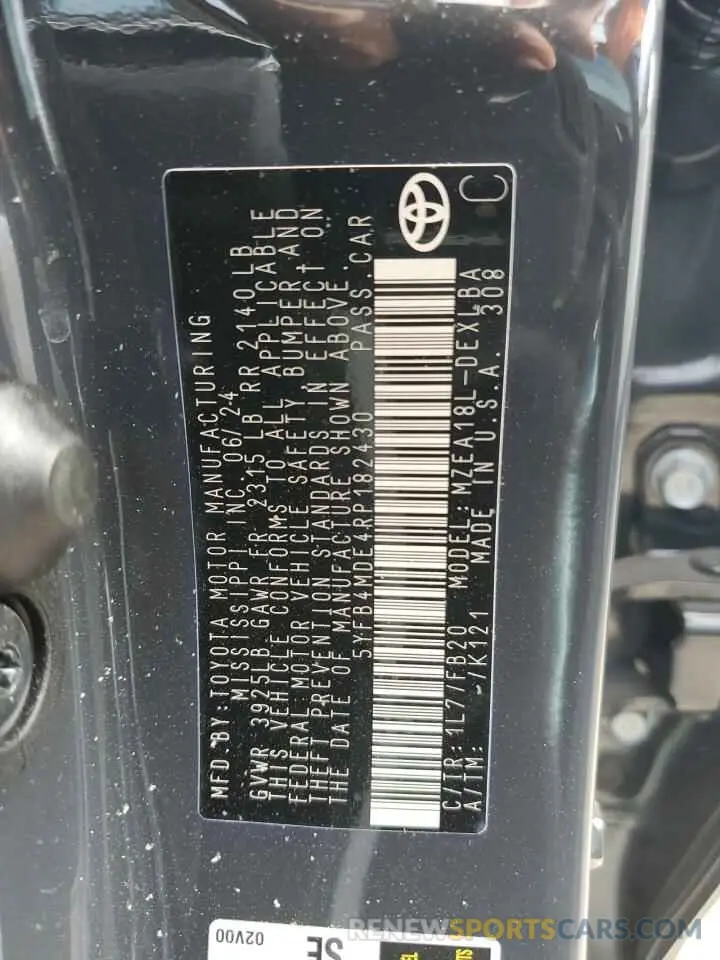 MFD.BY:TOYOTA MOTOR MANUFACTURING
MISSISSIPPI, INC. 06/24
GVWR 3925LB GAWR FR 2315 LB RR 2140 LB
THIS VEHICLE CONFORMS TO ALL APPLICABLE
FEDERAL MOTOR VEHICLE SAFETY, BUMPER, AND
THEFT PREVENTION STANDARDS IN EFFECT ON
THE DATE OF MANUFACTURE SHOWN ABOVE.
5YFB4MDE4RP182430 PASS.CAR
C/TR:1L7/FB20 MODEL:MZEA18L-DEXLBA
A/TM: -/K121 MADE IN U.S.A. 308
C
02V00
SE
RENEWSPORTSCARS.COM